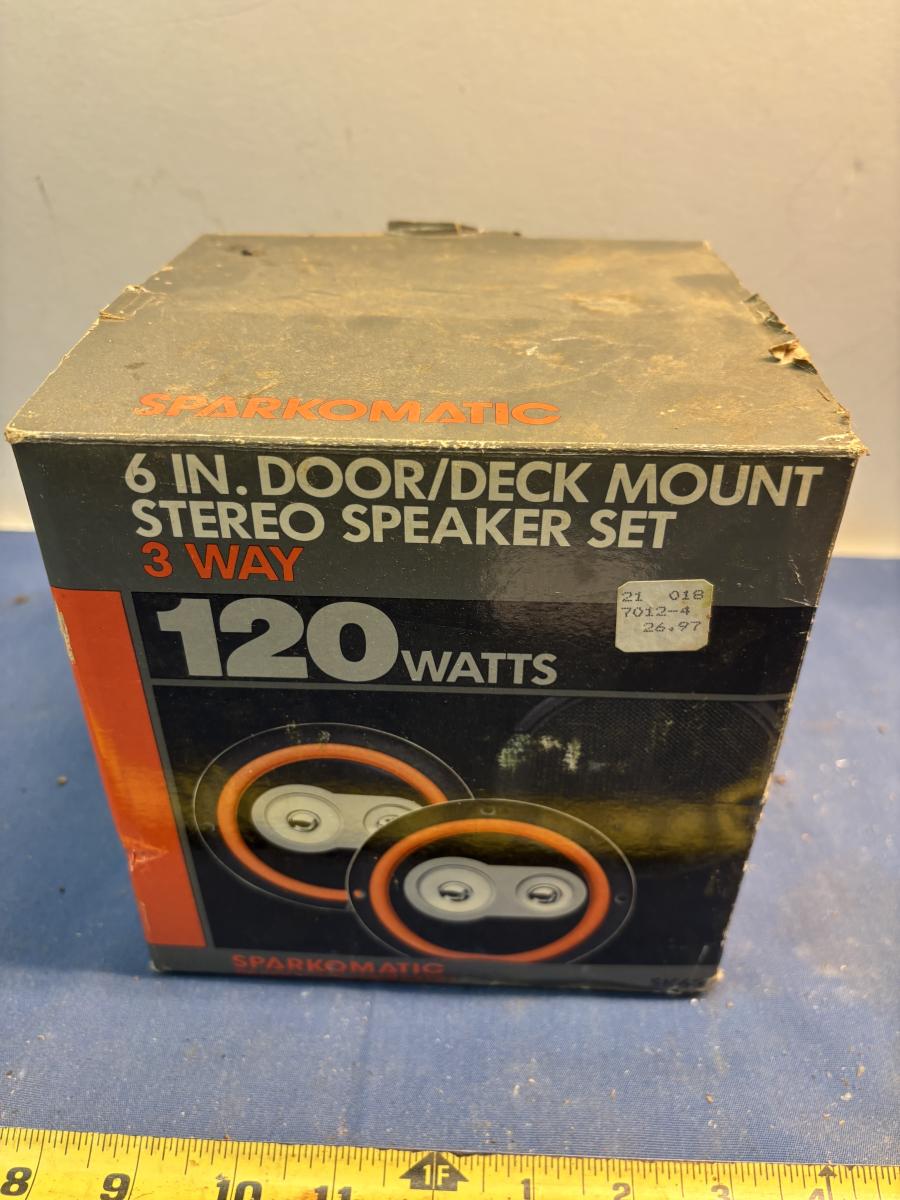 SPARKOMATIC
6 IN. DOOR/DECK MOUNT
STEREO SPEAKER SET
3 WAY
21 018
7012-4
26.97
120 WATTS
SPARKOMATIC
8 9 10 11 1F 1 2 3 4